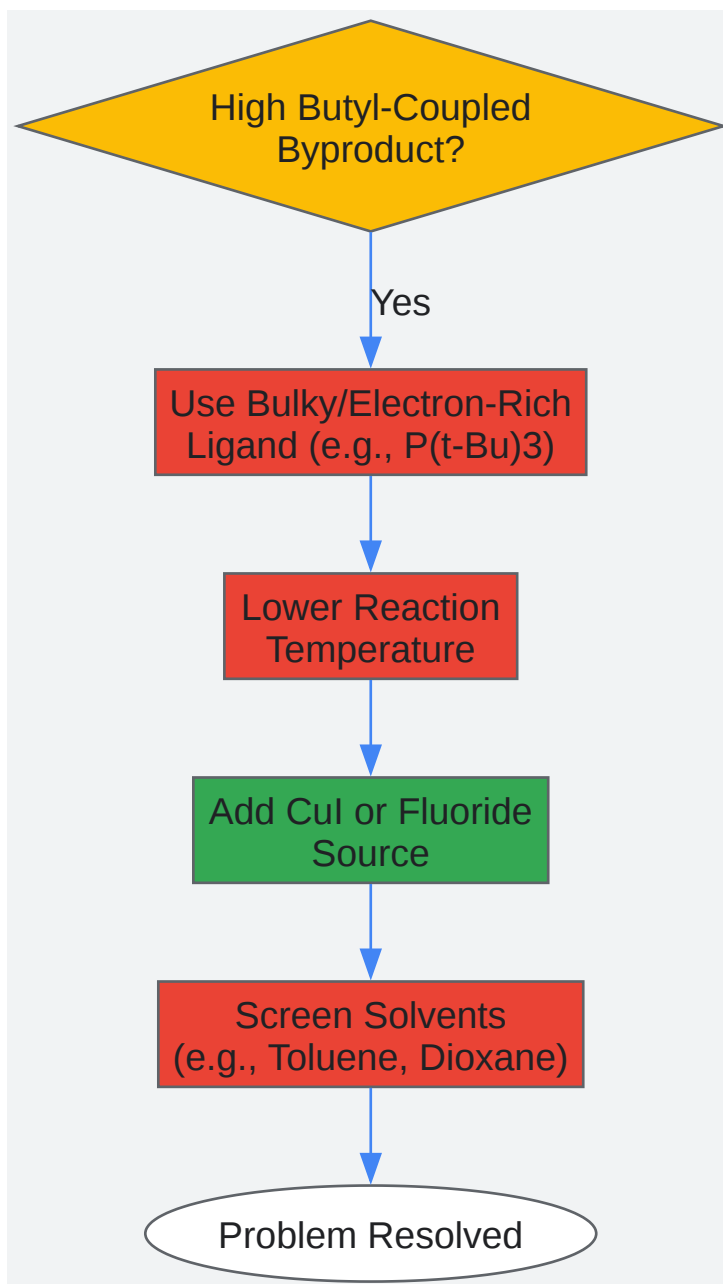 High Butyl-Coupled
Byproduct?
Yes
Use Bulky/Electron-Rich
Ligand (e.g., P(t-Bu)3)
Lower Reaction
Temperature
Add CuI or Fluoride
Source
Screen Solvents
(e.g., Toluene, Dioxane)
Problem Resolved